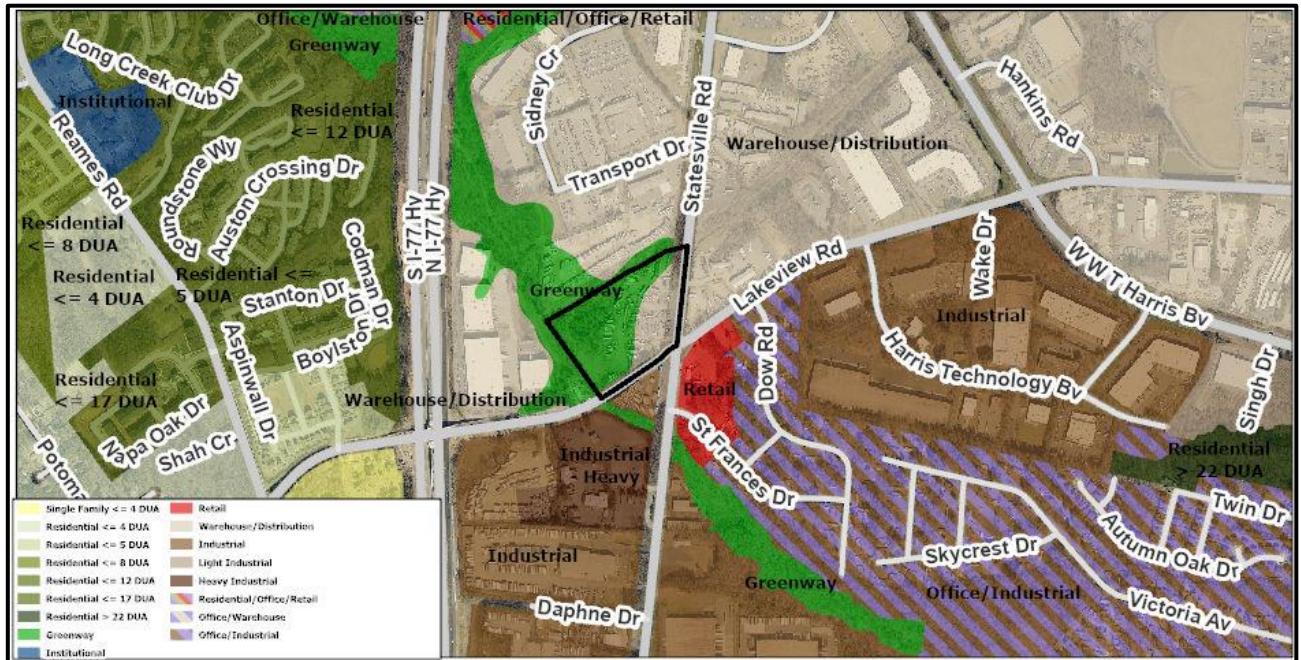 Office/Warehouse
Greenway
Residential/Office/Retail
Long Creek Club Dr
Institutional
Reames Rd
Residential
<= 12 DUA
Roundstone Wy
Auston Crossing Dr
Sidney Cr
Transport Dr
Statesville Rd
Warehouse/Distribution
Hankins Rd
Residential
<= 8 DUA
Residential
<= 4 DUA
Residential <=
5 DUA
Stanton Dr
Codman Dr
Boylston Dr
Aspinwall Dr
S I-77 Hy
N I-77 Hy
Greenway
Lakeview Rd
Wake Dr
W W T Harris Bv
Industrial
Harris Technology Bv
Dow Rd
Retail
Singh Dr
Residential
<= 17 DUA
Napa Oak Dr
Shah Cr
Warehouse/Distribution
Industrial
Heavy
St Frances Dr
Residential
> 22 DUA
Twin Dr
Autumn Oak Dr
Skycrest Dr
Office/Industrial
Victoria Av
Industrial
Greenway
Daphne Dr
Single Family <= 4 DUA
Residential <= 4 DUA
Residential <= 5 DUA
Residential <= 8 DUA
Residential <= 12 DUA
Residential <= 17 DUA
Residential > 22 DUA
Greenway
Institutional
Retail
Warehouse/Distribution
Industrial
Light Industrial
Heavy Industrial
Residential/Office/Retail
Office/Warehouse
Office/Industrial